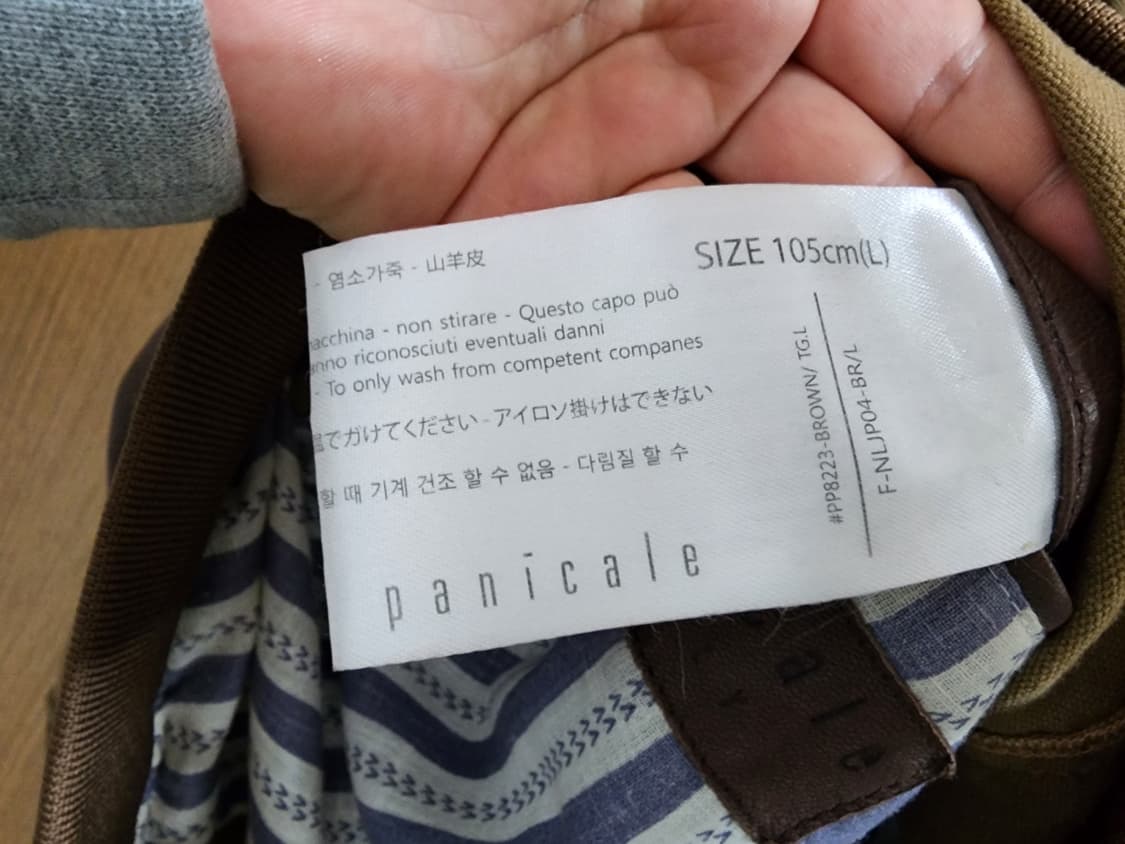 - 염소가죽 - 山羊皮
SIZE 105cm(L)
- non stirare - Questo capo può
riconosciuti eventuali danni
- To only wash from competent companes
でガけてください - アイロン掛けはできない
할 때 기계 건조 할 수 없음 - 다림질 할 수
panicale
#PP8223-BROWN/ TG.L
F-NLJP04-BR/L